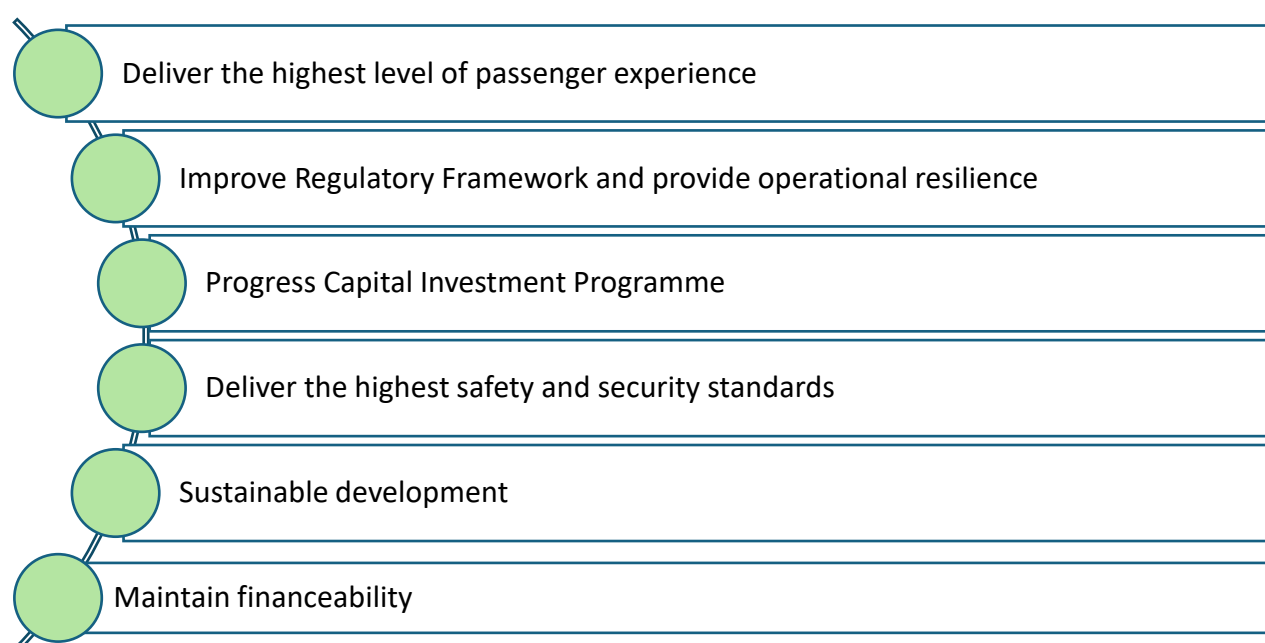 Deliver the highest level of passenger experience
Improve Regulatory Framework and provide operational resilience
Progress Capital Investment Programme
Deliver the highest safety and security standards
Sustainable development
Maintain financeability